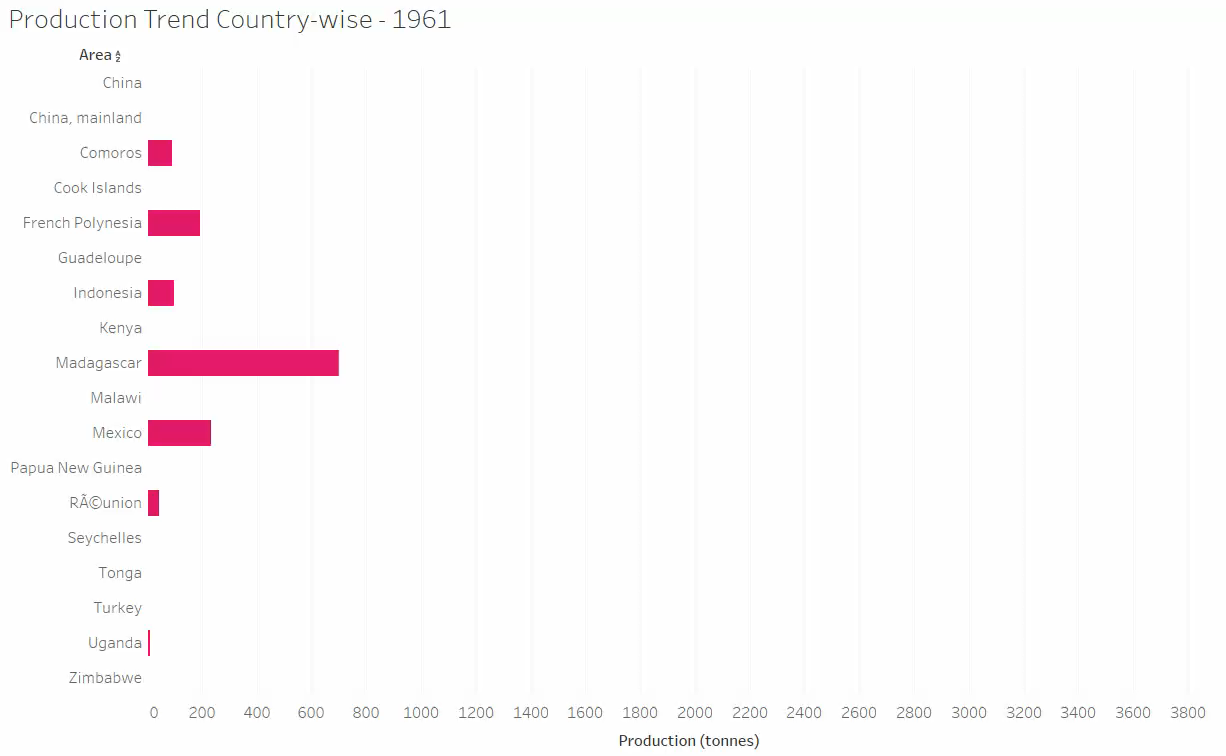 Production Trend Country-wise - 1961
Area
China
China, mainland
Comoros
Cook Islands
French Polynesia
Guadeloupe
Indonesia
Kenya
Madagascar
Malawi
Mexico
Papua New Guinea
RÃ©union
Seychelles
Tonga
Turkey
Uganda
Zimbabwe
0 200 400 600 800 1000 1200 1400 1600 1800 2000 2200 2400 2600 2800 3000 3200 3400 3600 3800
Production (tonnes)